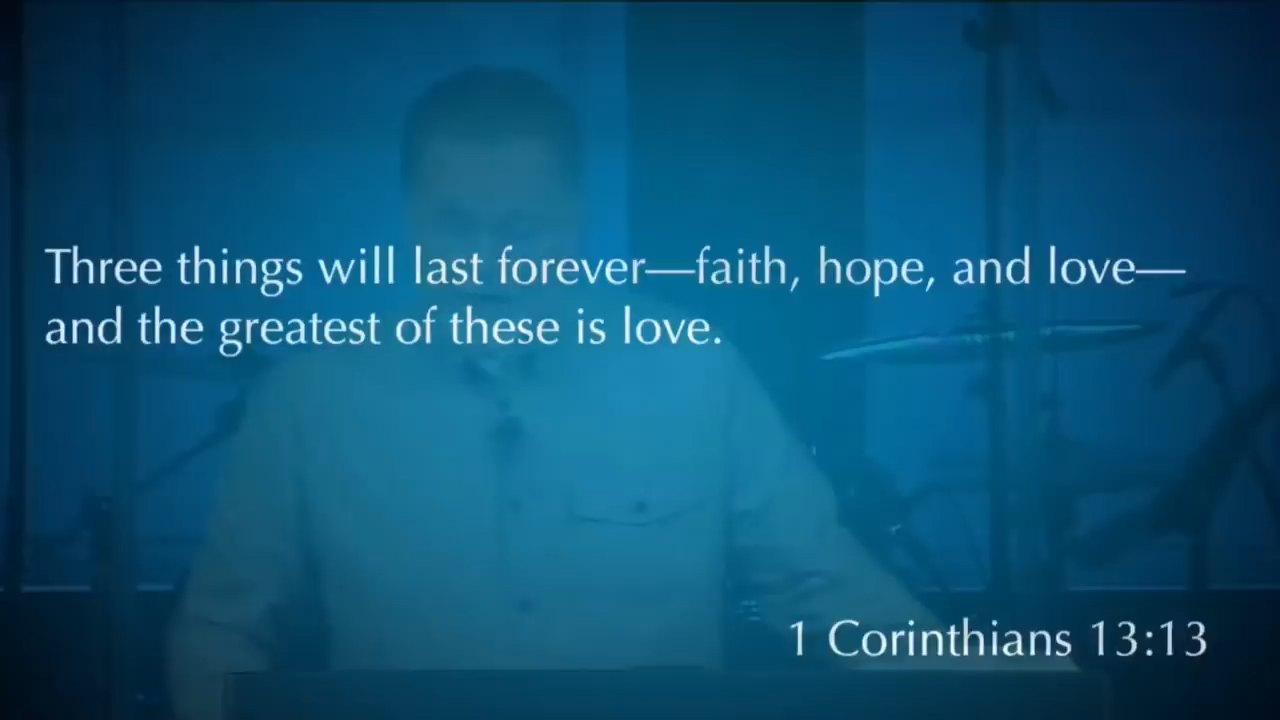 Three things will last forever—faith, hope, and love—
and the greatest of these is love.
1 Corinthians 13:13